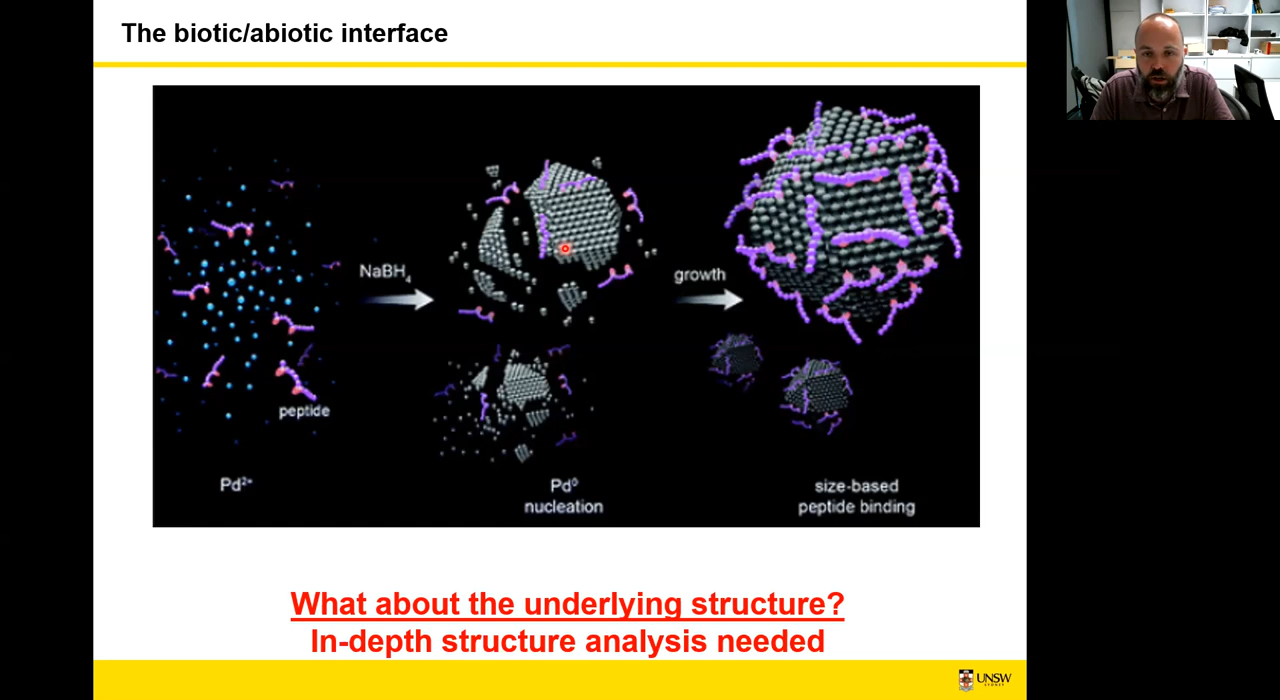 The biotic/abiotic interface
NaBH₄
growth
peptide
Pd²⁺
Pd⁰
nucleation
size-based
peptide binding
What about the underlying structure?
In-depth structure analysis needed
UNSW
SYDNEY